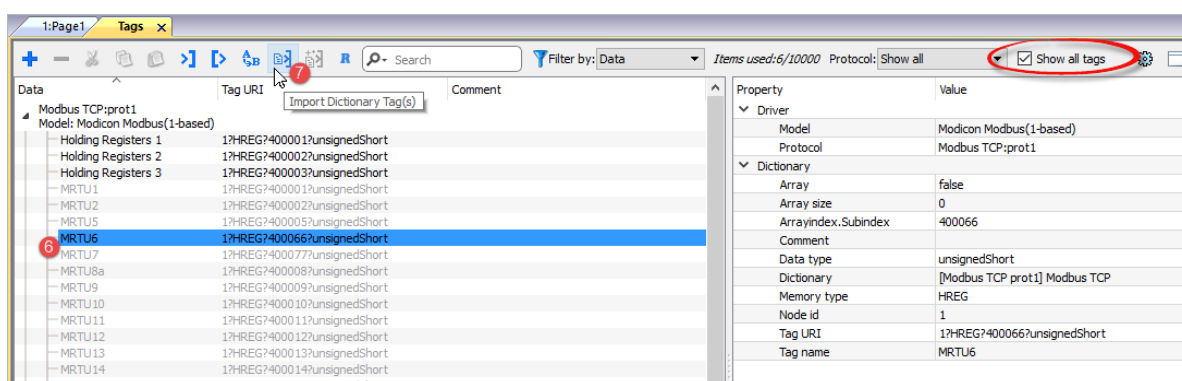 1:Page1 Tags x
R Search Filter by: Data Items used:6/10000 Protocol: Show all Show all tags
7
Import Dictionary Tag(s)
Data Tag URI Comment
Modbus TCP:prot1
Model: Modicon Modbus(1-based)
Holding Registers 1 1?HREG?400001?unsignedShort
Holding Registers 2 1?HREG?400002?unsignedShort
Holding Registers 3 1?HREG?400003?unsignedShort
MRTU1 1?HREG?400001?unsignedShort
MRTU2 1?HREG?400002?unsignedShort
MRTU5 1?HREG?400005?unsignedShort
6 MRTU6 1?HREG?400066?unsignedShort
MRTU7 1?HREG?400077?unsignedShort
MRTU8a 1?HREG?400008?unsignedShort
MRTU9 1?HREG?400009?unsignedShort
MRTU10 1?HREG?400010?unsignedShort
MRTU11 1?HREG?400011?unsignedShort
MRTU12 1?HREG?400012?unsignedShort
MRTU13 1?HREG?400013?unsignedShort
MRTU14 1?HREG?400014?unsignedShort
Property Value
Driver
Model Modicon Modbus(1-based)
Protocol Modbus TCP:prot1
Dictionary
Array false
Array size 0
Arrayindex.Subindex 400066
Comment
Data type unsignedShort
Dictionary [Modbus TCP prot1] Modbus TCP
Memory type HREG
Node id 1
Tag URI 1?HREG?400066?unsignedShort
Tag name MRTU6